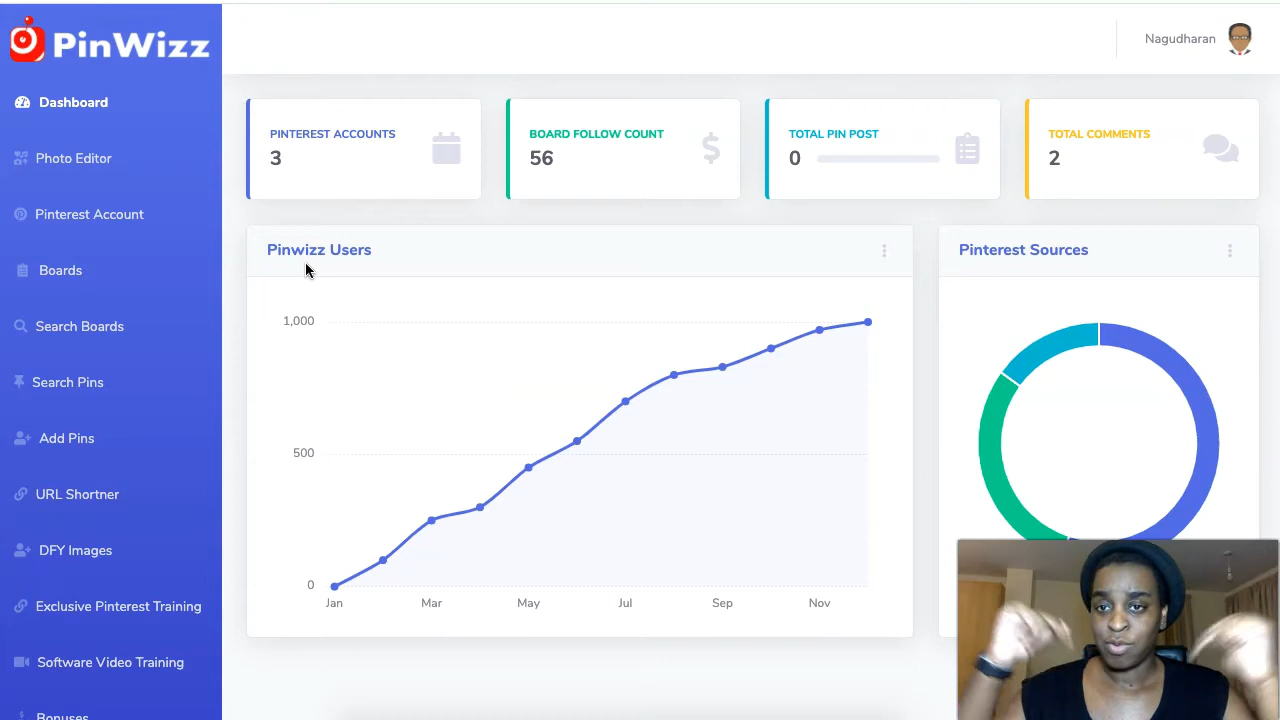 PinWizz
Nagudharan
Dashboard
Photo Editor
Pinterest Account
Boards
Search Boards
Search Pins
Add Pins
URL Shortner
DFY Images
Exclusive Pinterest Training
Software Video Training
Bonuses
PINTEREST ACCOUNTS
3
BOARD FOLLOW COUNT
56
TOTAL PIN POST
0
TOTAL COMMENTS
2
Pinwizz Users
1,000
500
0
Jan Mar May Jul Sep Nov
Pinterest Sources